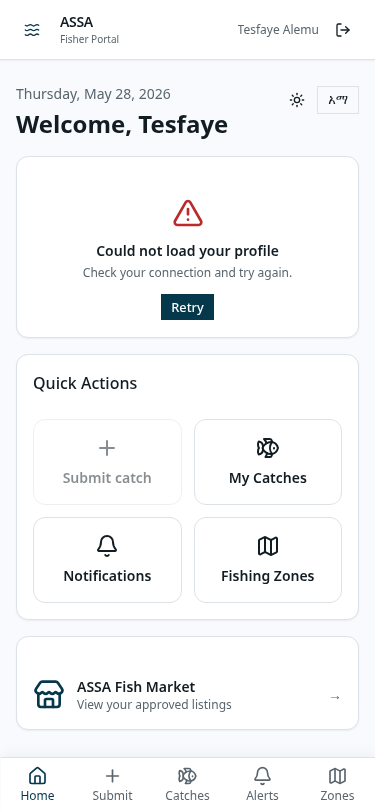 ASSA
Fisher Portal
Tesfaye Alemu
Thursday, May 28, 2026
አማ
Welcome, Tesfaye
Could not load your profile
Check your connection and try again.
Retry
Quick Actions
Submit catch
My Catches
Notifications
Fishing Zones
ASSA Fish Market
View your approved listings
→
Home
Submit
Catches
Alerts
Zones